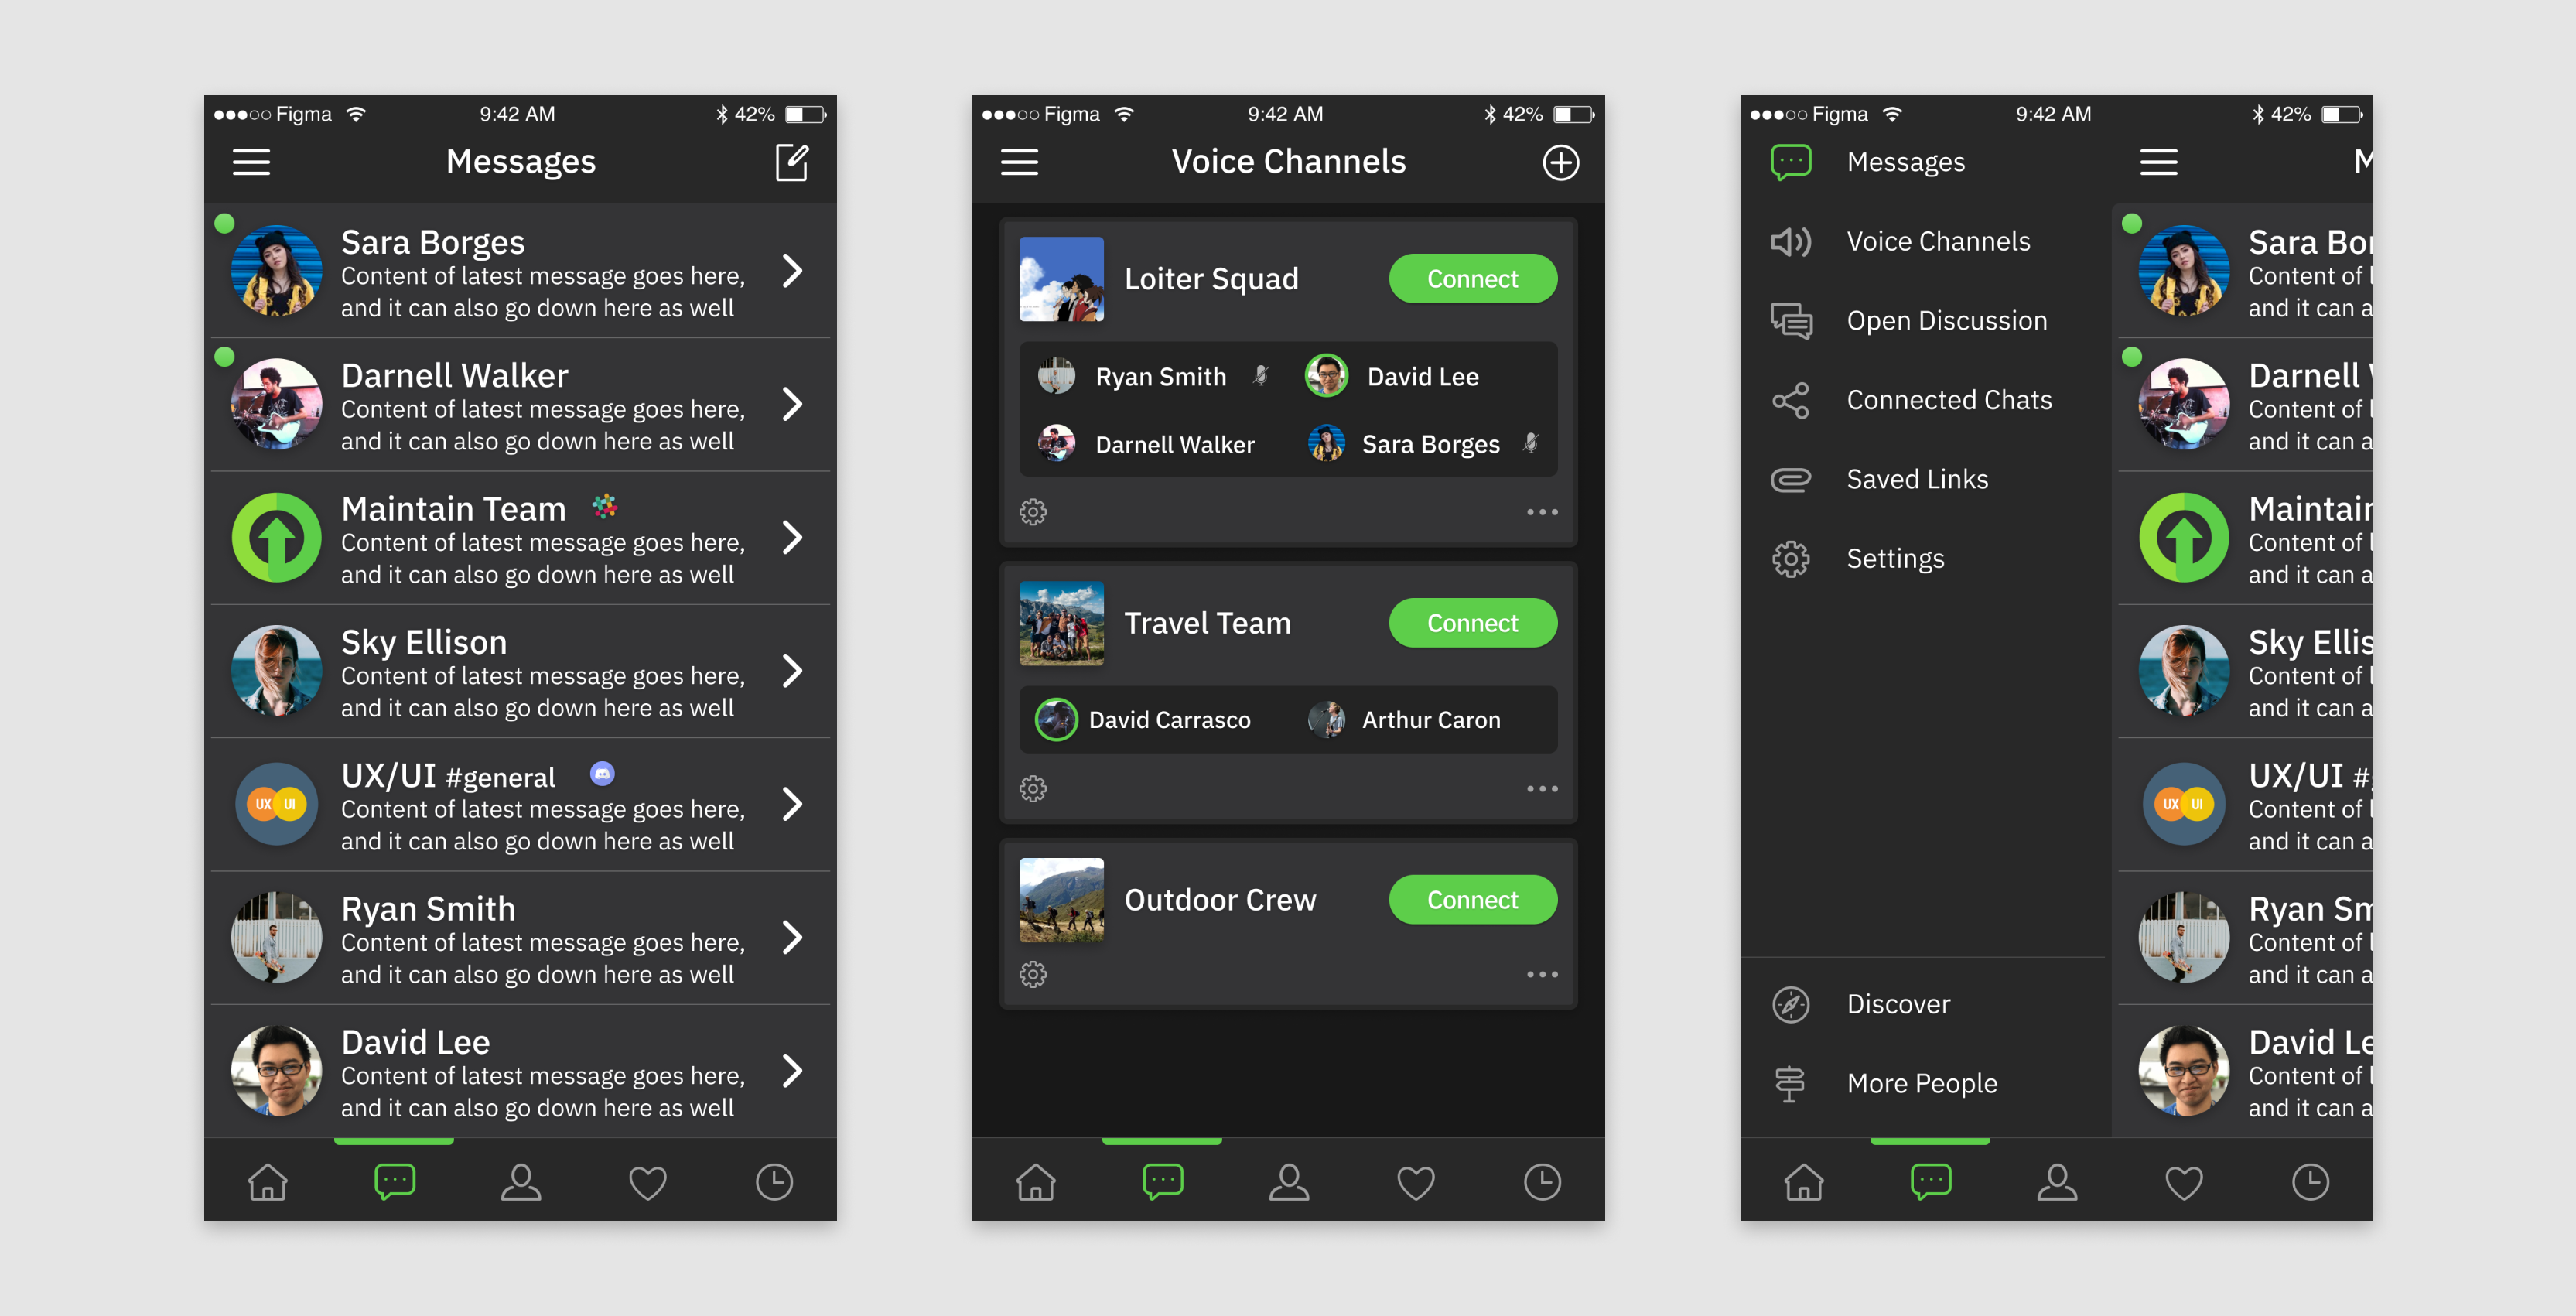 Figma 9:42 AM 42%
Messages
Sara Borges
Content of latest message goes here,
and it can also go down here as well
Darnell Walker
Content of latest message goes here,
and it can also go down here as well
Maintain Team
Content of latest message goes here,
and it can also go down here as well
Sky Ellison
Content of latest message goes here,
and it can also go down here as well
UX/UI #general
UX UI
Content of latest message goes here,
and it can also go down here as well
Ryan Smith
Content of latest message goes here,
and it can also go down here as well
David Lee
Content of latest message goes here,
and it can also go down here as well
Figma 9:42 AM 42%
Voice Channels
Loiter Squad Connect
Ryan Smith David Lee
Darnell Walker Sara Borges
Travel Team Connect
David Carrasco Arthur Caron
Outdoor Crew Connect
Figma 9:42 AM 42%
Messages
Voice Channels
Open Discussion
Connected Chats
Saved Links
Settings
Discover
More People
M
Sara Bor
Content of l
and it can a
Darnell
Content of l
and it can a
Maintain
Content of l
and it can a
Sky Ellis
Content of l
and it can a
UX/UI #g
UX UI
Content of l
and it can a
Ryan Sm
Content of l
and it can a
David Le
Content of l
and it can a